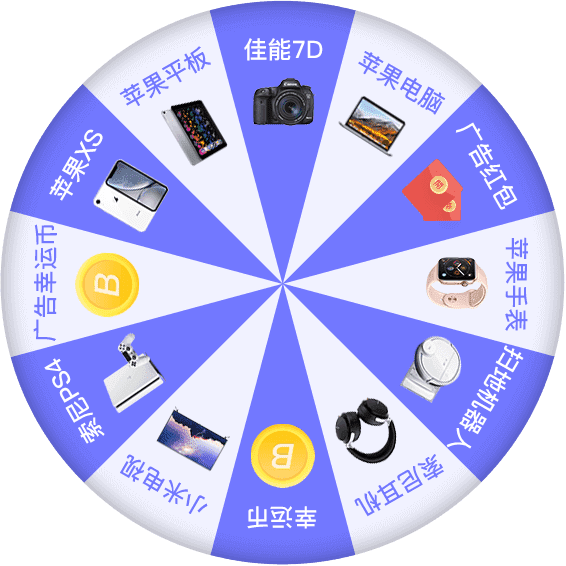 佳能7D
苹果电脑
广告红包
苹果手表
扫地机器人
索尼耳机
幸运币
小米电视
索尼PS4
广告幸运币
苹果XS
苹果平板
B
B